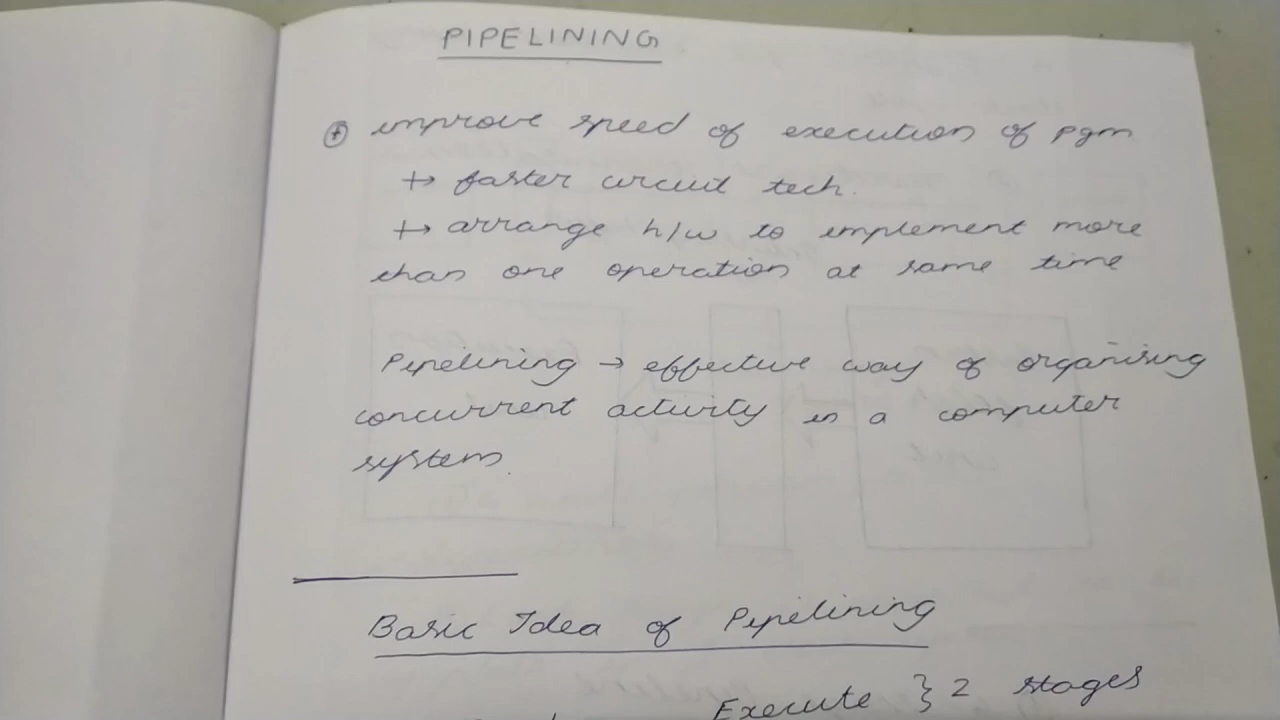 PIPELINING
⊕ improve speed of execution of pgm
↦ faster circuit tech.
↦ arrange h/w to implement more
than one operation at same time
Pipelining → effective way of organising
concurrent activity in a computer
system.
Basic Idea of Pipelining
Execute } 2 stages